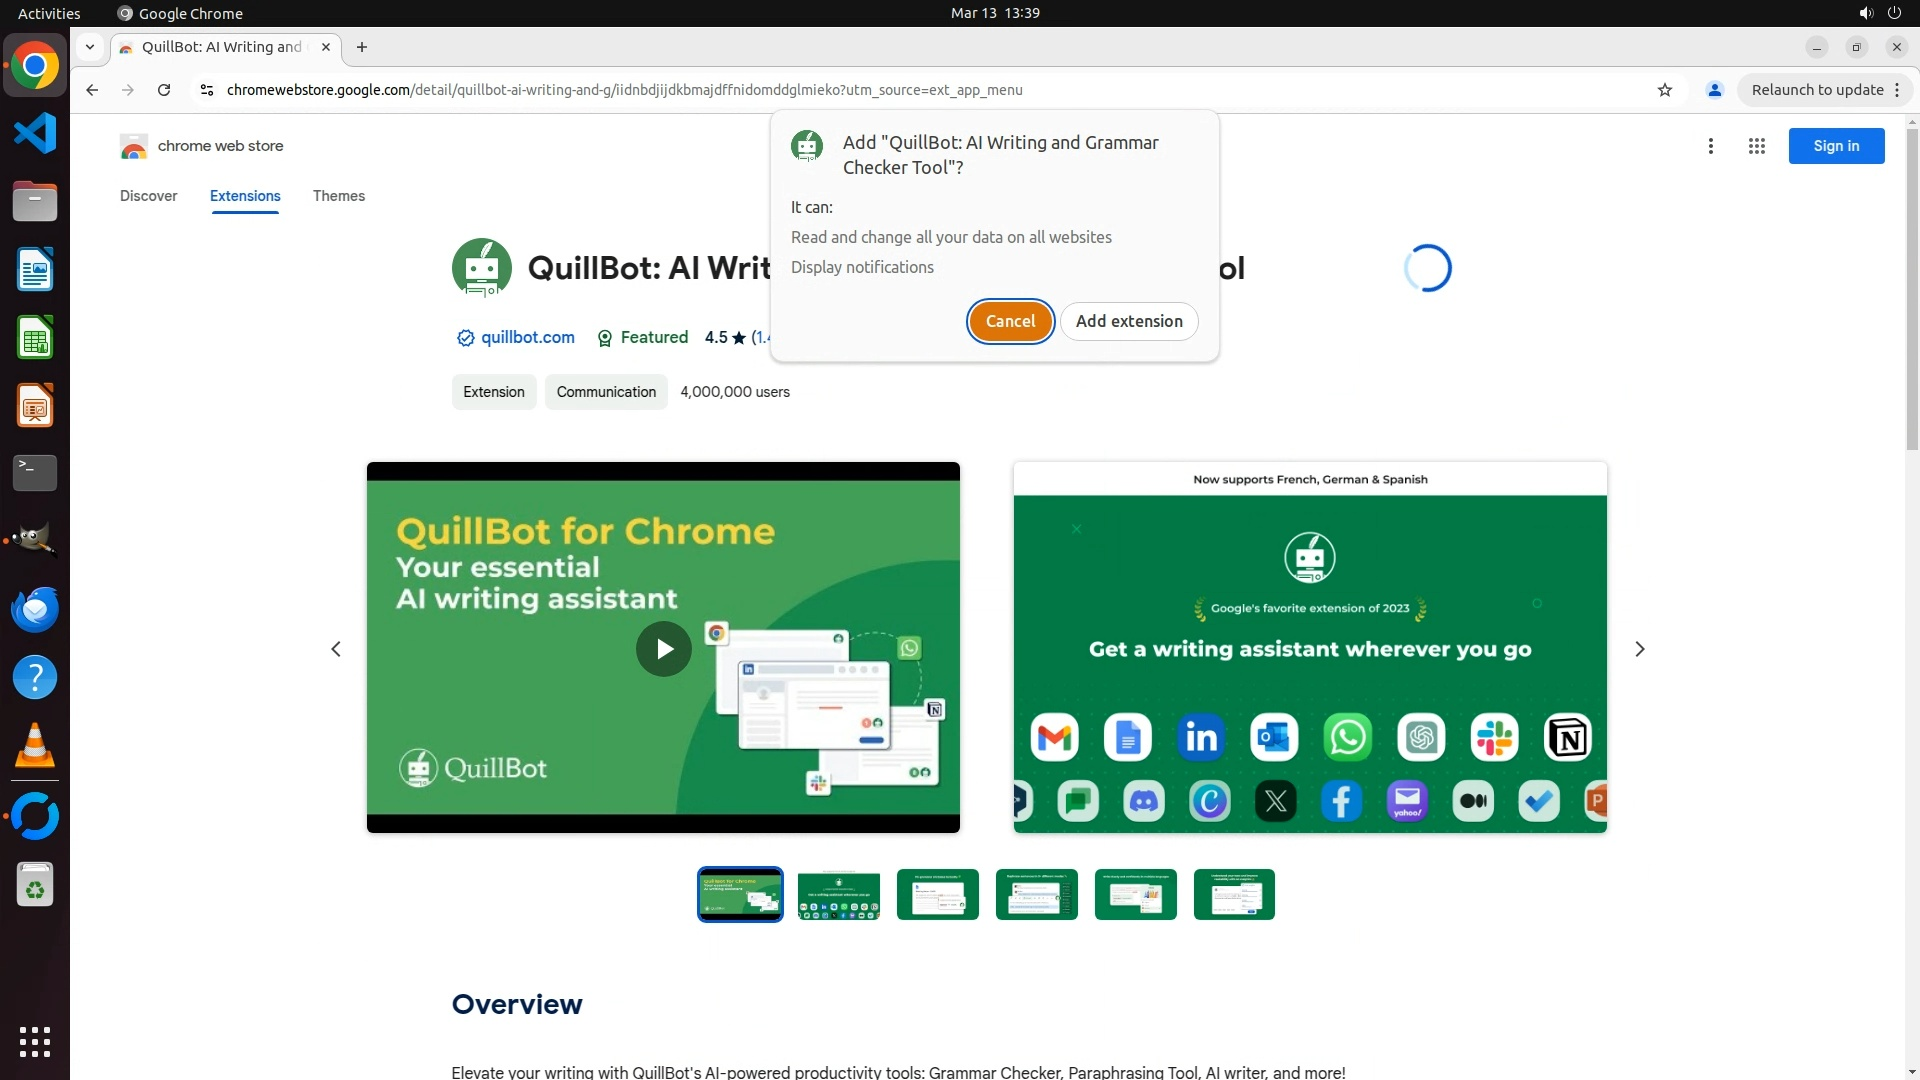 Activities
Google Chrome
Mar 13 13:39
QuillBot: AI Writing and
chromewebstore.google.com/detail/quillbot-ai-writing-and-g/iidnbdjijdkbmajdffnidomddglmieko?utm_source=ext_app_menu
Relaunch to update
chrome web store
Sign in
Discover
Extensions
Themes
Add "QuillBot: AI Writing and Grammar
Checker Tool"?
It can:
Read and change all your data on all websites
Display notifications
Cancel
Add extension
QuillBot: AI Writ
ol
quillbot.com
Featured
4.5
Extension
Communication
4,000,000 users
QuillBot for Chrome
Your essential
AI writing assistant
QuillBot
Now supports French, German & Spanish
Google's favorite extension of 2023
Get a writing assistant wherever you go
yahoo!
Overview
Elevate your writing with QuillBot's AI-powered productivity tools: Grammar Checker, Paraphrasing Tool, AI writer, and more!